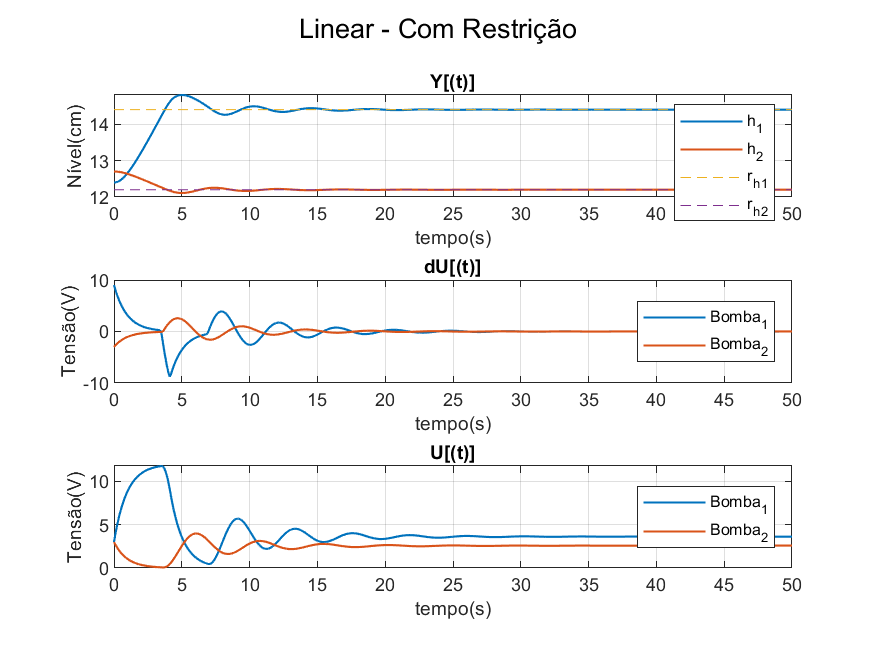 Linear - Com Restrição
Y[(t)]
Nível(cm)
14
13
12
0 5 10 15 20 25 30 35 40 45 50
tempo(s)
h1
h2
rh1
rh2
dU[(t)]
Tensão(V)
10
0
-10
0 5 10 15 20 25 30 35 40 45 50
tempo(s)
Bomba1
Bomba2
U[(t)]
Tensão(V)
10
5
0
0 5 10 15 20 25 30 35 40 45 50
tempo(s)
Bomba1
Bomba2